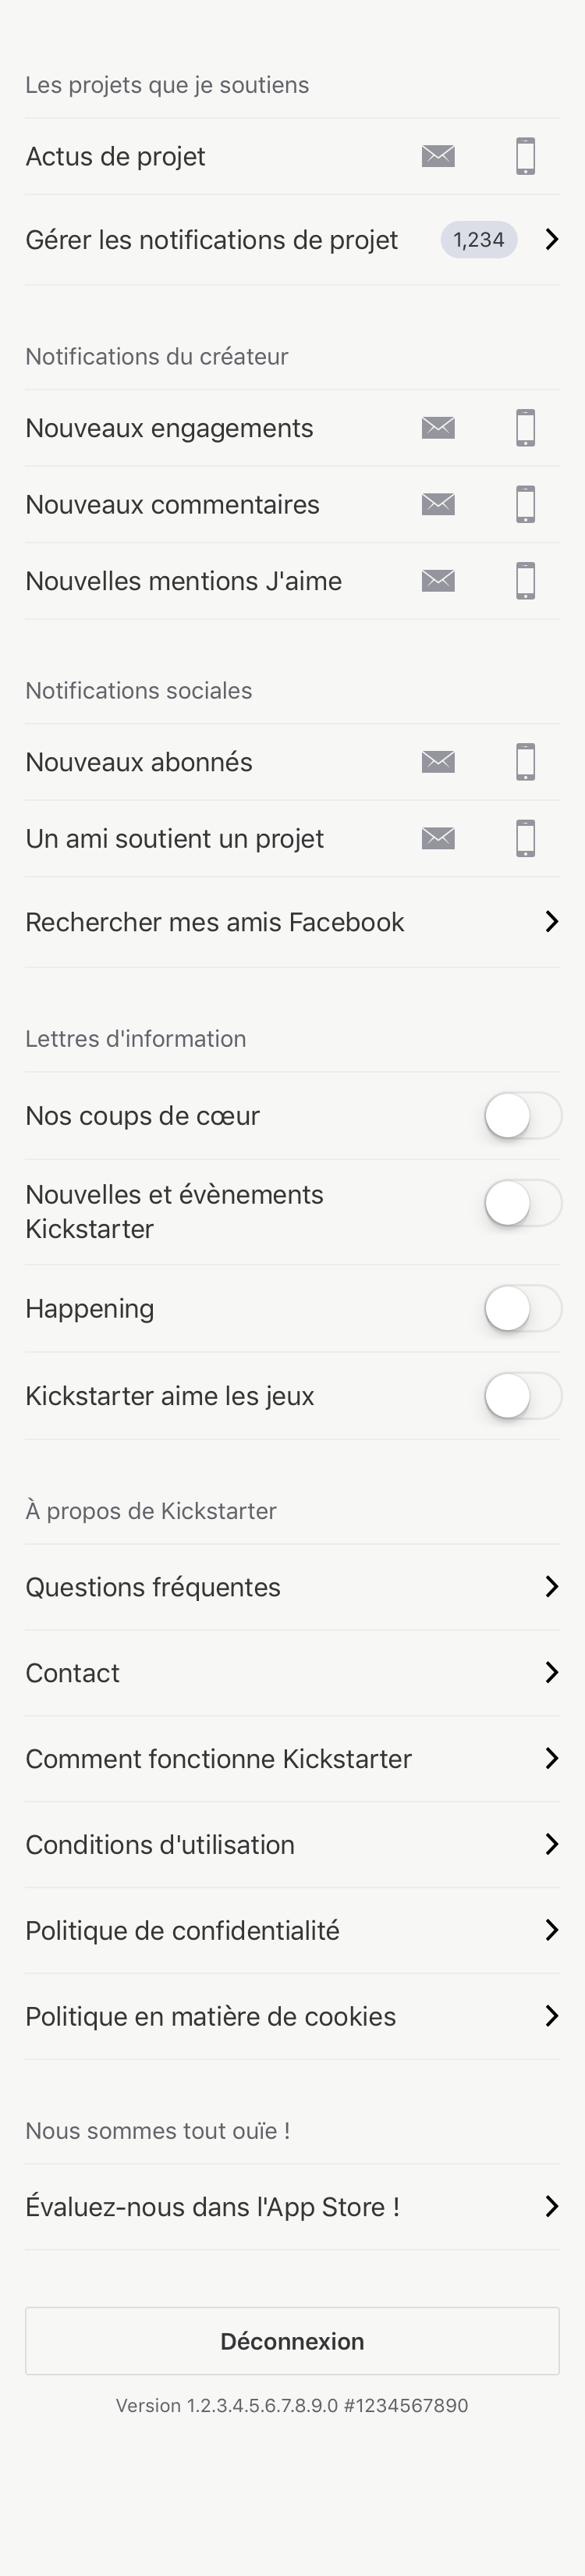 Les projets que je soutiens
Actus de projet
Gérer les notifications de projet 1,234
Notifications du créateur
Nouveaux engagements
Nouveaux commentaires
Nouvelles mentions J'aime
Notifications sociales
Nouveaux abonnés
Un ami soutient un projet
Rechercher mes amis Facebook
Lettres d'information
Nos coups de cœur
Nouvelles et évènements
Kickstarter
Happening
Kickstarter aime les jeux
À propos de Kickstarter
Questions fréquentes
Contact
Comment fonctionne Kickstarter
Conditions d'utilisation
Politique de confidentialité
Politique en matière de cookies
Nous sommes tout ouïe !
Évaluez-nous dans l'App Store !
Déconnexion
Version 1.2.3.4.5.6.7.8.9.0 #1234567890